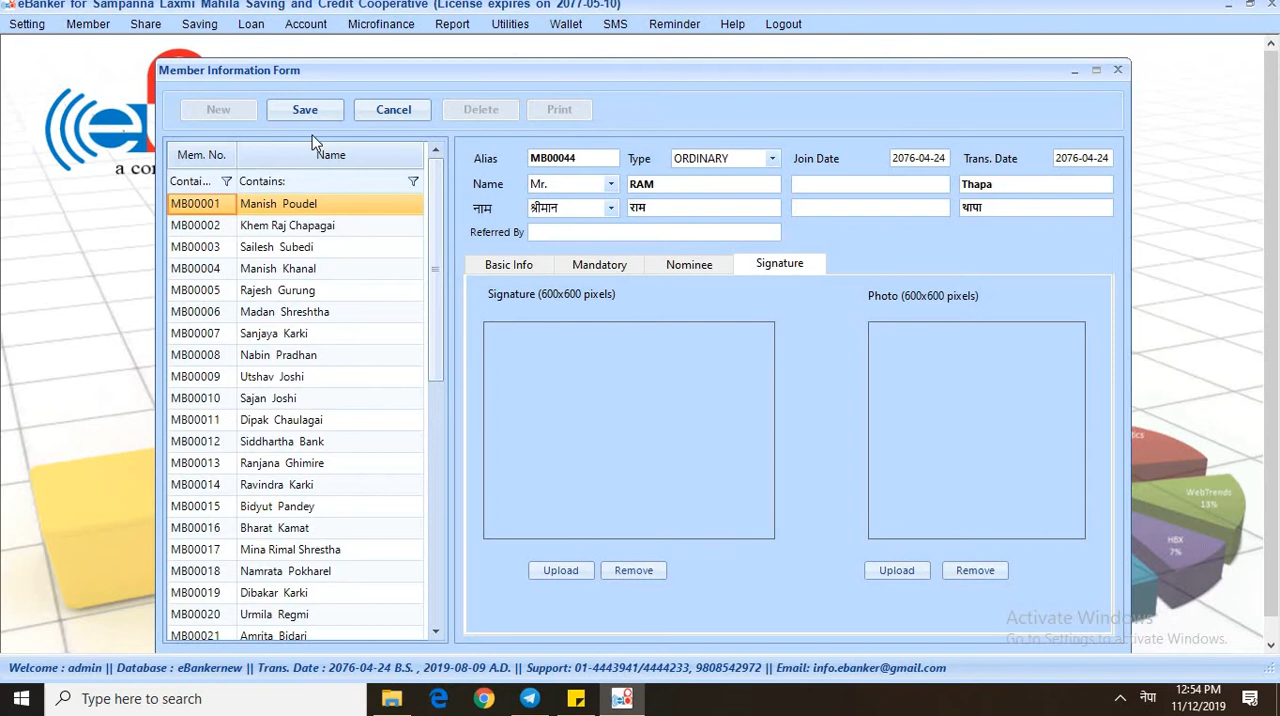 eBanker for Sampanna Laxmi Mahila Saving and Credit Cooperative (License expires on 2077-05-10)
Setting Member Share Saving Loan Account Microfinance Report Utilities Wallet SMS Reminder Help Logout
Member Information Form
New Save Cancel Delete Print
Mem. No. Name
Contai... Contains:
MB00001 Manish Poudel
MB00002 Khem Raj Chapagai
MB00003 Sailesh Subedi
MB00004 Manish Khanal
MB00005 Rajesh Gurung
MB00006 Madan Shreshtha
MB00007 Sanjaya Karki
MB00008 Nabin Pradhan
MB00009 Utshav Joshi
MB00010 Sajan Joshi
MB00011 Dipak Chaulagai
MB00012 Siddhartha Bank
MB00013 Ranjana Ghimire
MB00014 Ravindra Karki
MB00015 Bidyut Pandey
MB00016 Bharat Kamat
MB00017 Mina Rimal Shrestha
MB00018 Namrata Pokharel
MB00019 Dibakar Karki
MB00020 Urmila Regmi
MB00021 Amrita Bidari
Alias MB00044 Type ORDINARY Join Date 2076-04-24 Trans. Date 2076-04-24
Name Mr. RAM Thapa
नाम श्रीमान राम थापा
Referred By
Basic Info Mandatory Nominee Signature
Signature (600x600 pixels) Photo (600x600 pixels)
Upload Remove Upload Remove
a co
WebTrends
13%
HBX
7%
Activate Windows
Go to Settings to activate Windows.
Welcome : admin || Database : eBankernew || Trans. Date : 2076-04-24 B.S. , 2019-08-09 A.D. || Support: 01-4443941/4444233, 9808542972 || Email: info.ebanker@gmail.com
Type here to search
नेपा
12:54 PM
11/12/2019